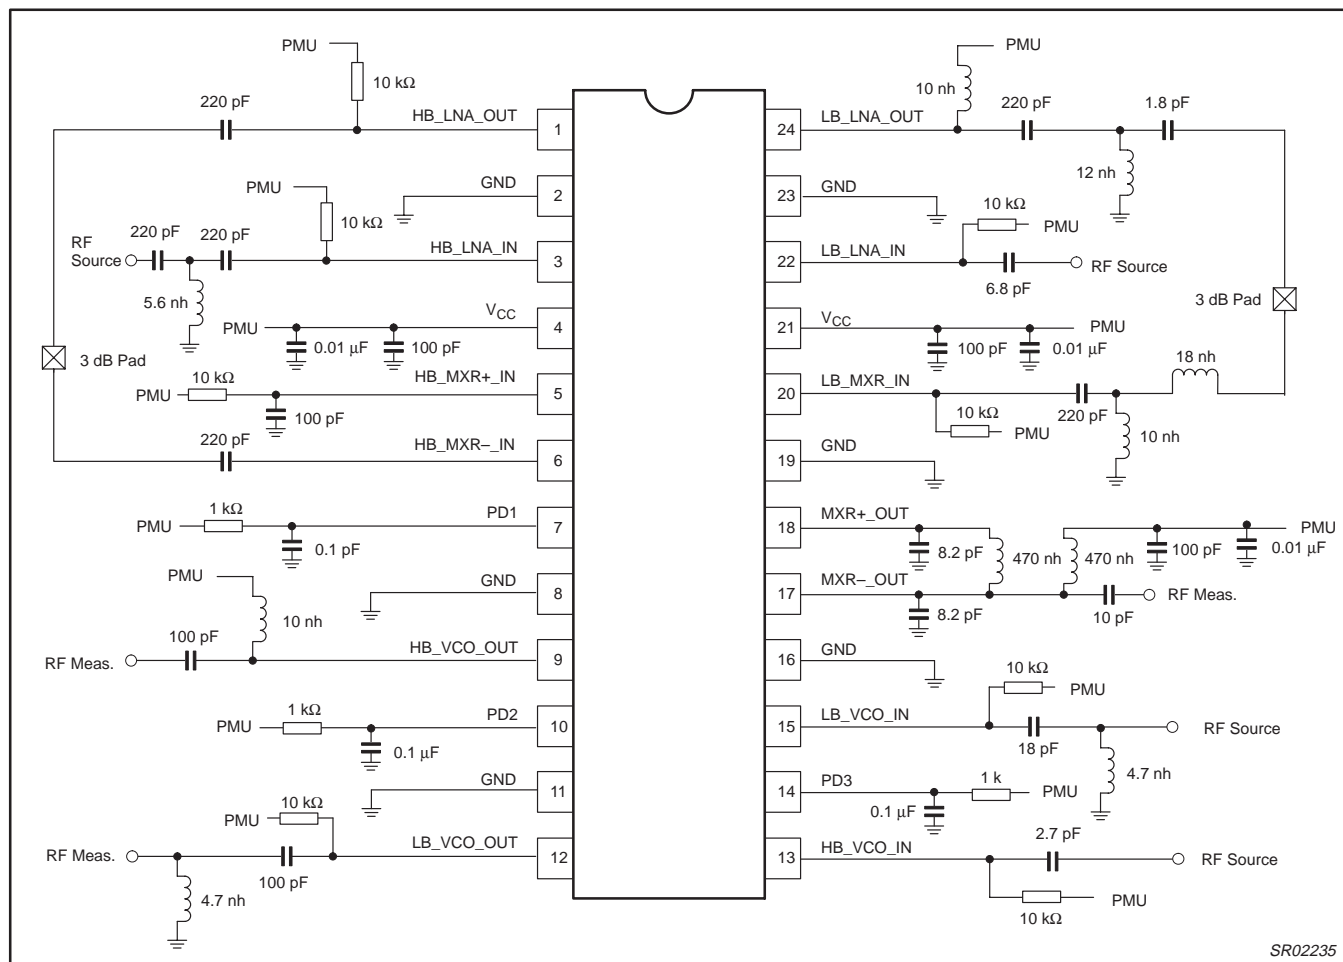 PMU
10 kΩ
220 pF
HB_LNA_OUT
1
GND
2
PMU
10 kΩ
RF
Source
220 pF
220 pF
HB_LNA_IN
3
5.6 nh
PMU
0.01 µF
100 pF
VCC
4
3 dB Pad
PMU
10 kΩ
100 pF
HB_MXR+_IN
5
220 pF
HB_MXR–_IN
6
PMU
1 kΩ
0.1 pF
PD1
7
GND
8
PMU
10 nh
100 pF
RF Meas.
HB_VCO_OUT
9
PMU
1 kΩ
0.1 µF
PD2
10
GND
11
PMU
10 kΩ
RF Meas.
100 pF
4.7 nh
LB_VCO_OUT
12
PMU
10 nh
24
LB_LNA_OUT
220 pF
1.8 pF
12 nh
23
GND
10 kΩ
PMU
22
LB_LNA_IN
6.8 pF
RF Source
3 dB Pad
21
VCC
100 pF
0.01 µF
PMU
18 nh
20
LB_MXR_IN
10 kΩ
PMU
220 pF
10 nh
19
GND
18
MXR+_OUT
8.2 pF
470 nh
470 nh
100 pF
0.01 µF
PMU
17
MXR–_OUT
8.2 pF
10 pF
RF Meas.
16
GND
10 kΩ
PMU
15
LB_VCO_IN
18 pF
RF Source
4.7 nh
14
PD3
0.1 µF
1 k
PMU
13
HB_VCO_IN
2.7 pF
RF Source
10 kΩ
PMU
SR02235